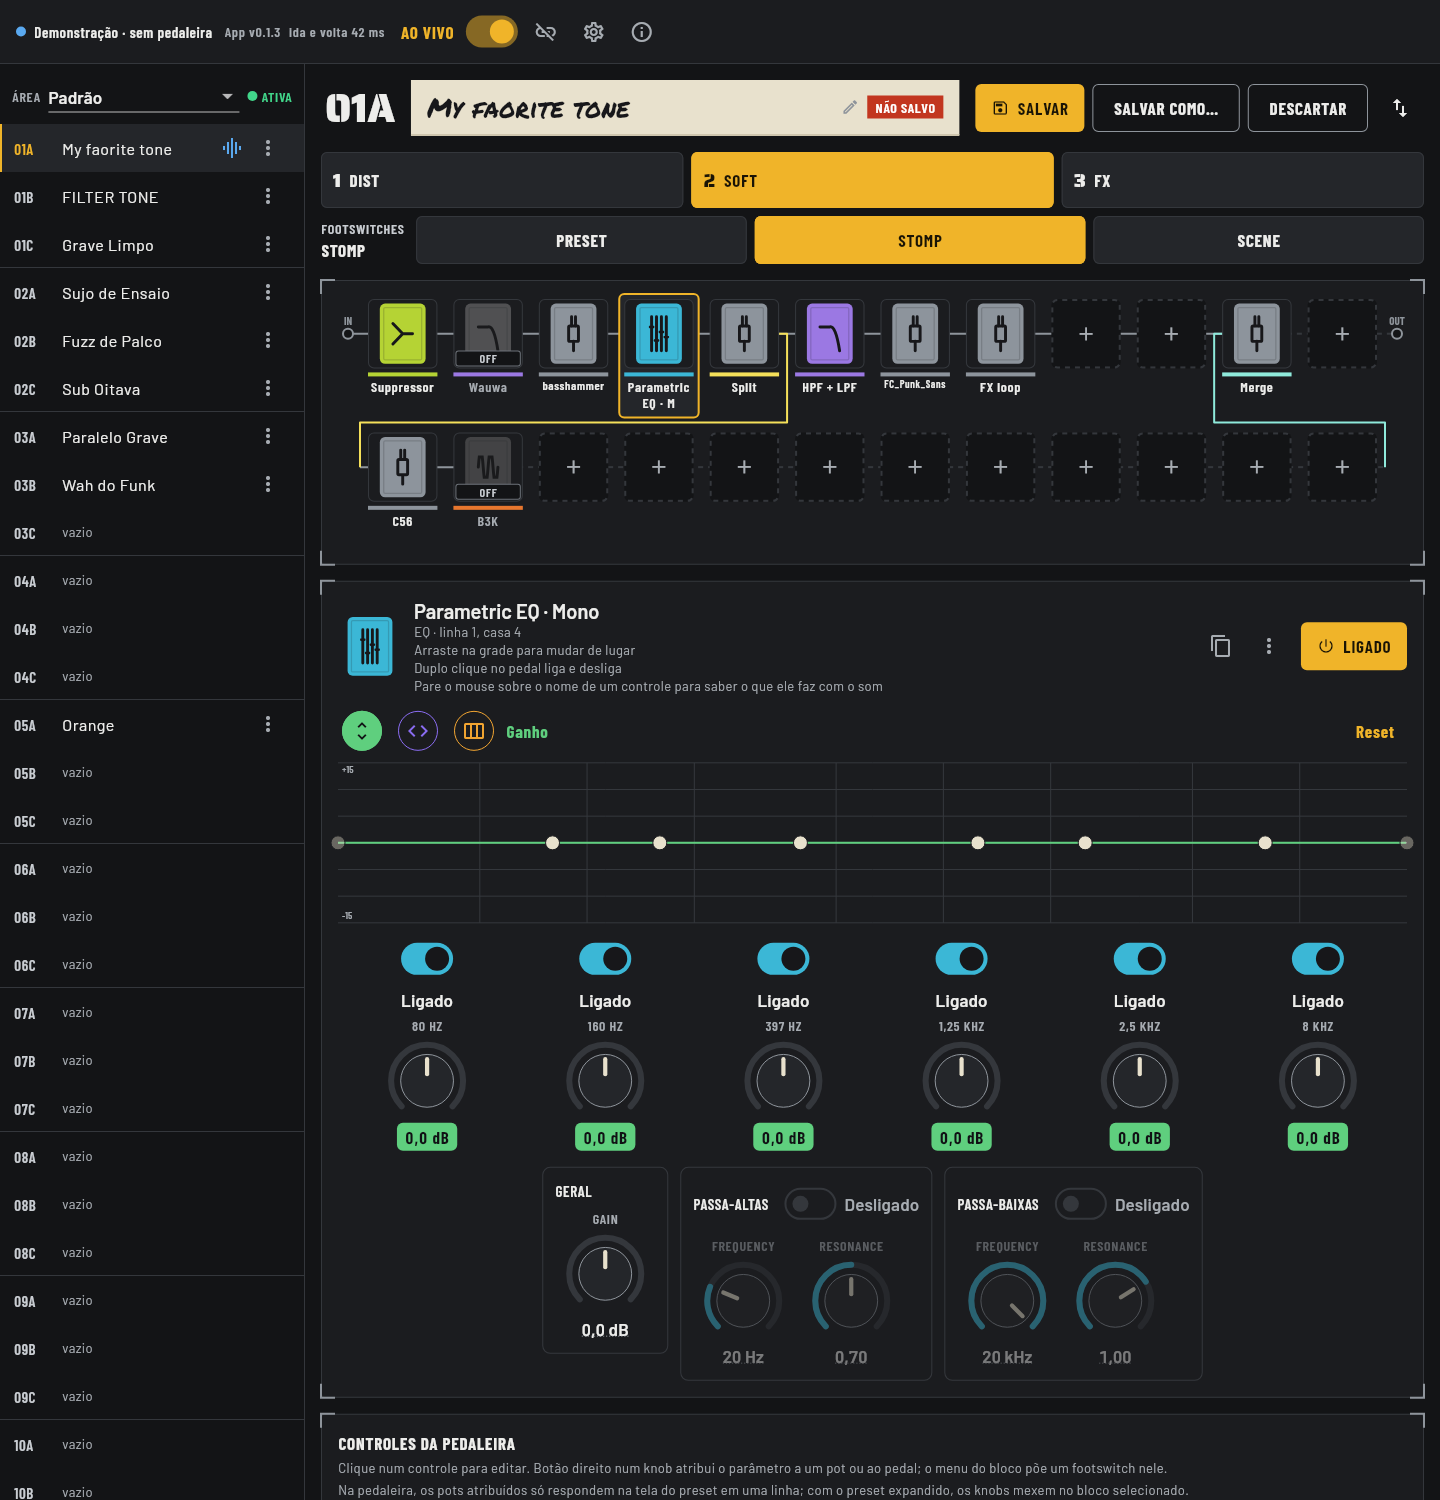 Demonstração · sem pedaleira App v0.1.3 Ida e volta 42 ms AO VIVO
ÁREA Padrão ATIVA
01A My faorite tone
01B FILTER TONE
01C Grave Limpo
02A Sujo de Ensaio
02B Fuzz de Palco
02C Sub Oitava
03A Paralelo Grave
03B Wah do Funk
03C vazio
04A vazio
04B vazio
04C vazio
05A Orange
05B vazio
05C vazio
06A vazio
06B vazio
06C vazio
07A vazio
07B vazio
07C vazio
08A vazio
08B vazio
08C vazio
09A vazio
09B vazio
09C vazio
10A vazio
10B vazio
01A My faorite tone NÃO SALVO SALVAR SALVAR COMO... DESCARTAR
1 DIST 2 SOFT 3 FX
FOOTSWITCHES
STOMP PRESET STOMP SCENE
IN OUT
OFF
Suppressor Wauwa basshammer Parametric EQ · M Split HPF + LPF FC_Punk_Sans FX loop Merge
OFF
C56 B3K
Parametric EQ · Mono
EQ · linha 1, casa 4
Arraste na grade para mudar de lugar
Duplo clique no pedal liga e desliga
Pare o mouse sobre o nome de um controle para saber o que ele faz com o som
LIGADO
Ganho Reset
+15
-15
Ligado Ligado Ligado Ligado Ligado Ligado
80 HZ 160 HZ 397 HZ 1,25 KHZ 2,5 KHZ 8 KHZ
0,0 dB 0,0 dB 0,0 dB 0,0 dB 0,0 dB 0,0 dB
GERAL
GAIN
0,0 dB
PASSA-ALTAS Desligado
FREQUENCY RESONANCE
20 Hz 0,70
PASSA-BAIXAS Desligado
FREQUENCY RESONANCE
20 kHz 1,00
CONTROLES DA PEDALEIRA
Clique num controle para editar. Botão direito num knob atribui o parâmetro a um pot ou ao pedal; o menu do bloco põe um footswitch nele.
Na pedaleira, os pots atribuídos só respondem na tela do preset em uma linha; com o preset expandido, os knobs mexem no bloco selecionado.